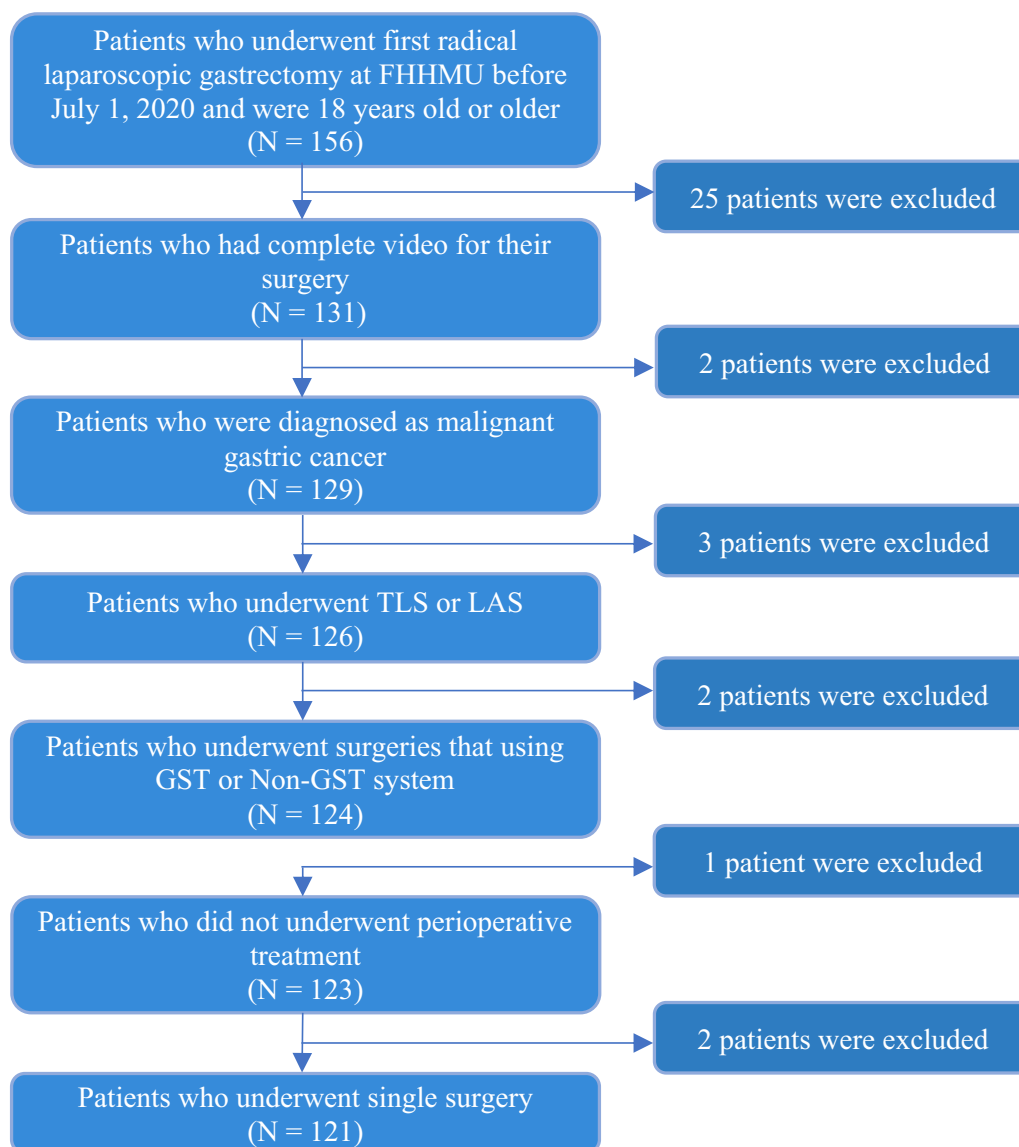 Patients who underwent first radical
laparoscopic gastrectomy at FHHMU before
July 1, 2020 and were 18 years old or older
(N = 156)
25 patients were excluded
Patients who had complete video for their
surgery
(N = 131)
2 patients were excluded
Patients who were diagnosed as malignant
gastric cancer
(N = 129)
3 patients were excluded
Patients who underwent TLS or LAS
(N = 126)
2 patients were excluded
Patients who underwent surgeries that using
GST or Non-GST system
(N = 124)
1 patient were excluded
Patients who did not underwent perioperative
treatment
(N = 123)
2 patients were excluded
Patients who underwent single surgery
(N = 121)